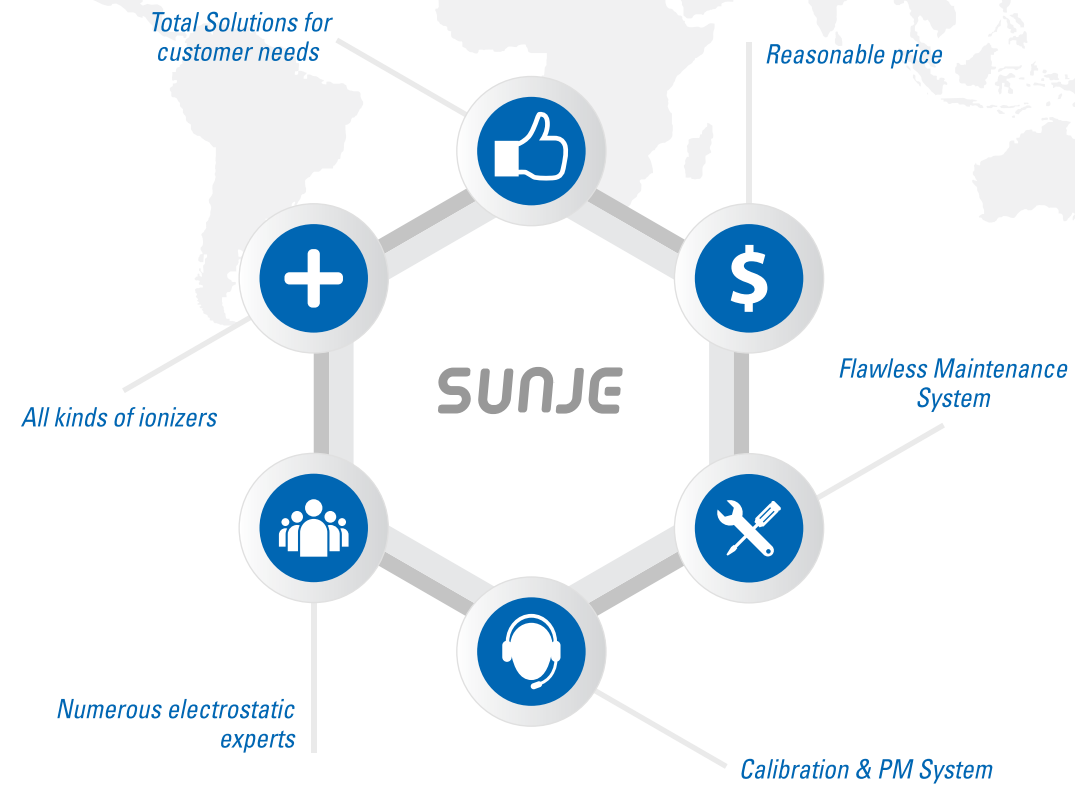 Total Solutions for
customer needs
Reasonable price
$
Flawless Maintenance
System
SUNJE
All kinds of ionizers
Numerous electrostatic
experts
Calibration & PM System